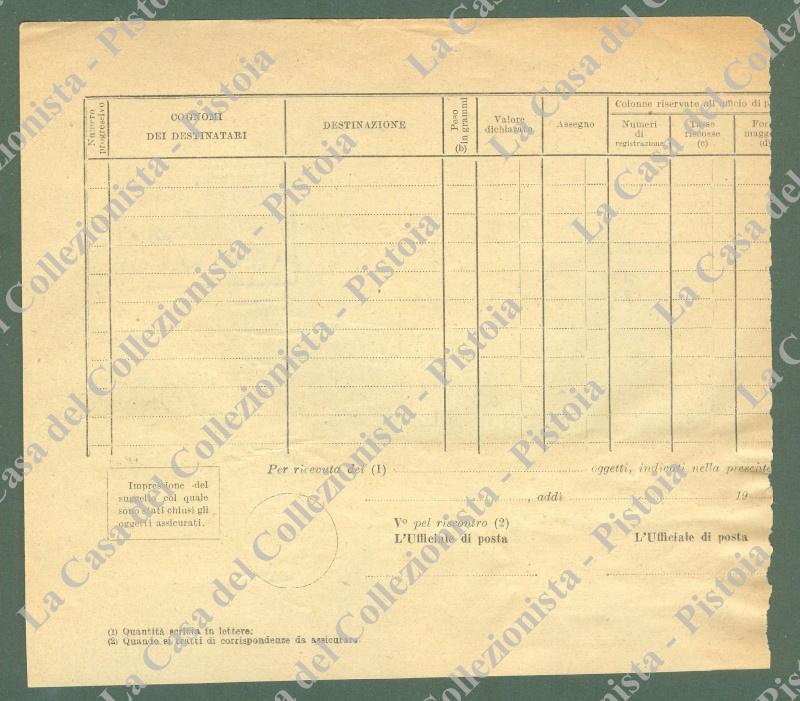 Numero progressivo
COGNOMI
DEI DESTINATARI
DESTINAZIONE
Peso in grammi (b)
Valore
dichiarato
Assegno
Colonne riservate all'ufficio di
Numeri
di
registrazione
Tasse
riscosse
(c)
(d)
Per ricevuta dei (1) oggetti, indicati nella presente
, addì 19
Impressione del
suggello col quale
sono stati chiusi gli
oggetti assicurati.
V° pel riscontro (2)
L'Ufficiale di posta
L'Ufficiale di posta
(1) Quantità scritta in lettere.
(2) Quando si tratti di corrispondenze da assicurare.
La Casa del Collezionista - Pistoia